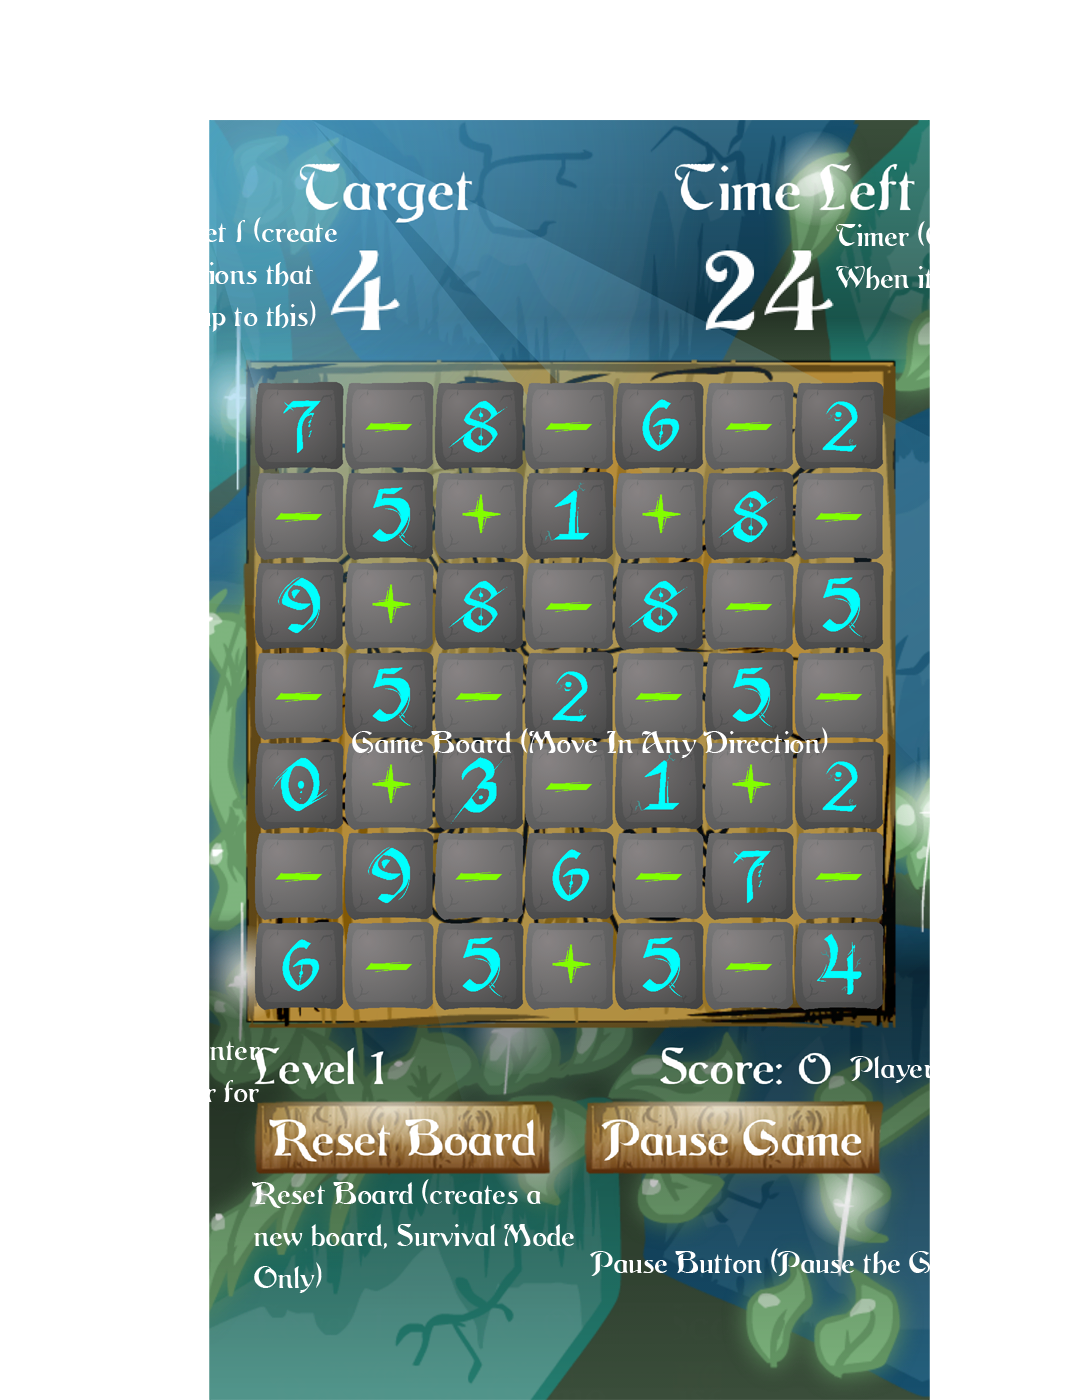 Target
Time Left
et 1 (create
Timer (
ions that
When i
up to this)
4
24
7 - 8 - 6 - 2
- 5 + 1 + 8 -
9 + 8 - 8 - 5
- 5 - 2 - 5 -
Game Board (Move In Any Direction)
0 + 3 - 1 + 2
- 9 - 6 - 7 -
6 - 5 + 5 - 4
nter
r for
Level 1
Score: 0
Player
Reset Board
Pause Game
Reset Board (creates a
new board, Survival Mode
Only)
Pause Button (Pause the G